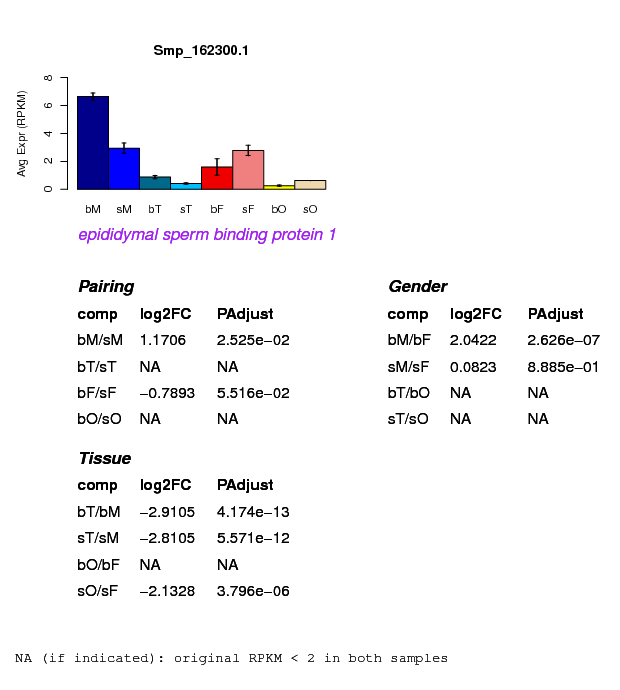 Smp_162300.1
Avg Expr (RPKM)
0 2 4 6 8
bM sM bT sT bF sF bO sO
epididymal sperm binding protein 1
Pairing
comp log2FC PAdjust
bM/sM 1.1706 2.525e−02
bT/sT NA NA
bF/sF −0.7893 5.516e−02
bO/sO NA NA
Gender
comp log2FC PAdjust
bM/bF 2.0422 2.626e−07
sM/sF 0.0823 8.885e−01
bT/bO NA NA
sT/sO NA NA
Tissue
comp log2FC PAdjust
bT/bM −2.9105 4.174e−13
sT/sM −2.8105 5.571e−12
bO/bF NA NA
sO/sF −2.1328 3.796e−06
NA (if indicated): original RPKM < 2 in both samples